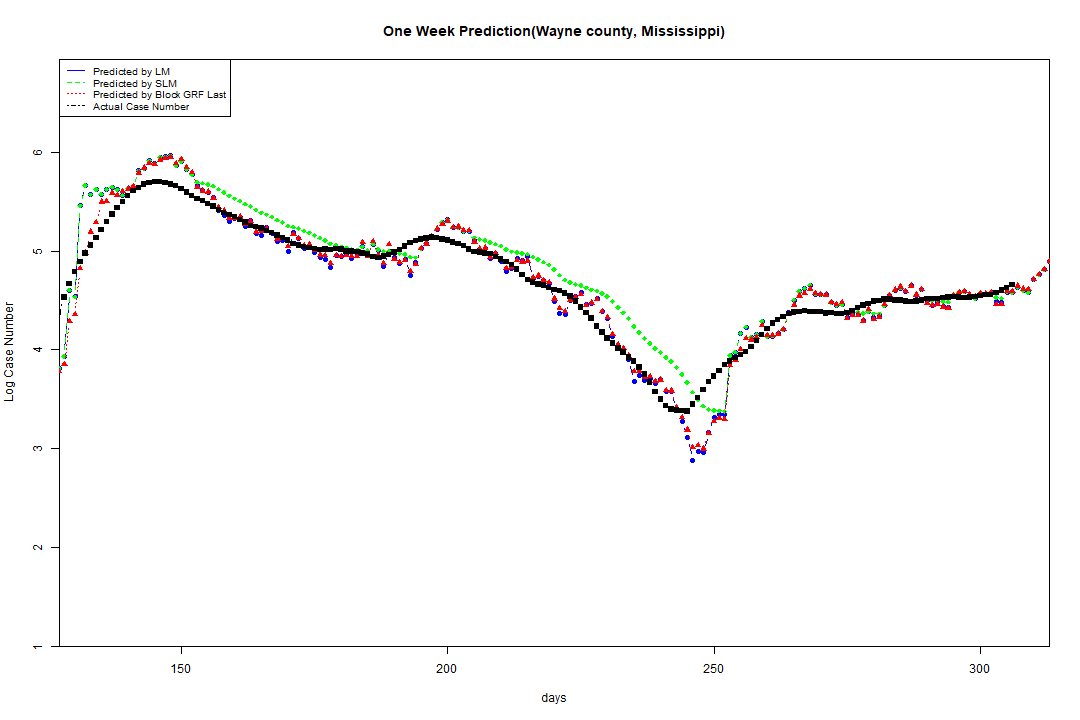 One Week Prediction(Wayne county, Mississippi)
Predicted by LM
Predicted by SLM
Predicted by Block GRF Last
Actual Case Number
6
5
4
3
2
1
Log Case Number
150 200 250 300
days